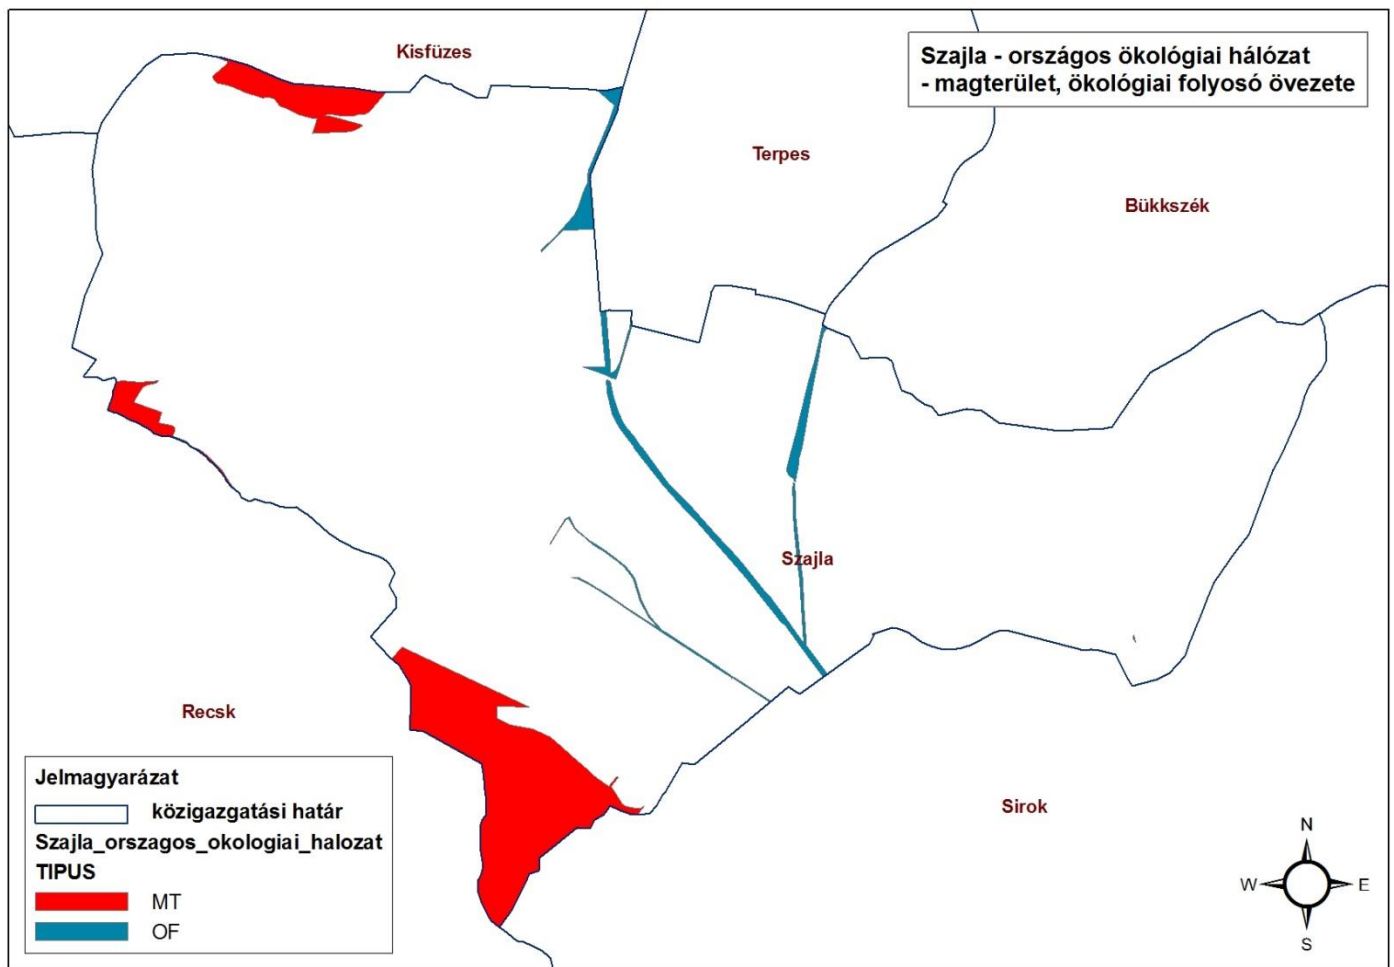 Szajla - országos ökológiai hálózat
- magterület, ökológiai folyosó övezete
Kisfüzes
Terpes
Bükkszék
Szajla
Recsk
Sirok
Jelmagyarázat
közigazgatási határ
Szajla_orszagos_okologiai_halozat
TIPUS
MT
OF
N
W E
S